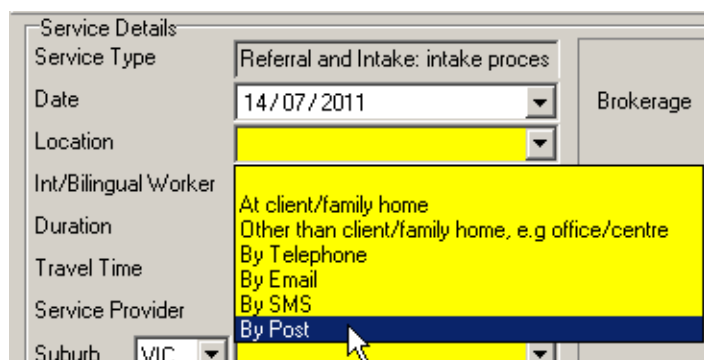 Service Details
Service Type Referral and Intake: intake proces
Date 14/07/2011 Brokerage
Location
Int/Bilingual Worker
At client/family home
Duration Other than client/family home, e.g office/centre
By Telephone
Travel Time
By Email
Service Provider By SMS
By Post
Suburb VIC